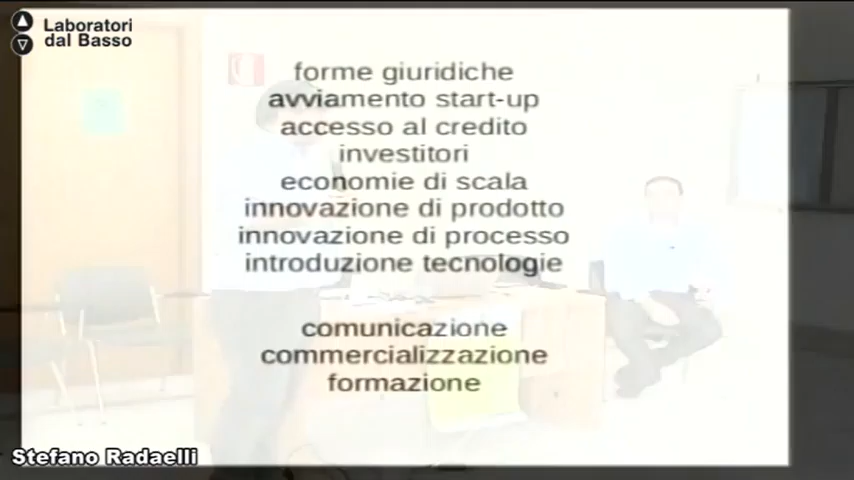 Laboratori
dal Basso
forme giuridiche
avviamento start-up
accesso al credito
investitori
economie di scala
innovazione di prodotto
innovazione di processo
introduzione tecnologie
comunicazione
commercializzazione
formazione
Stefano Radaelli